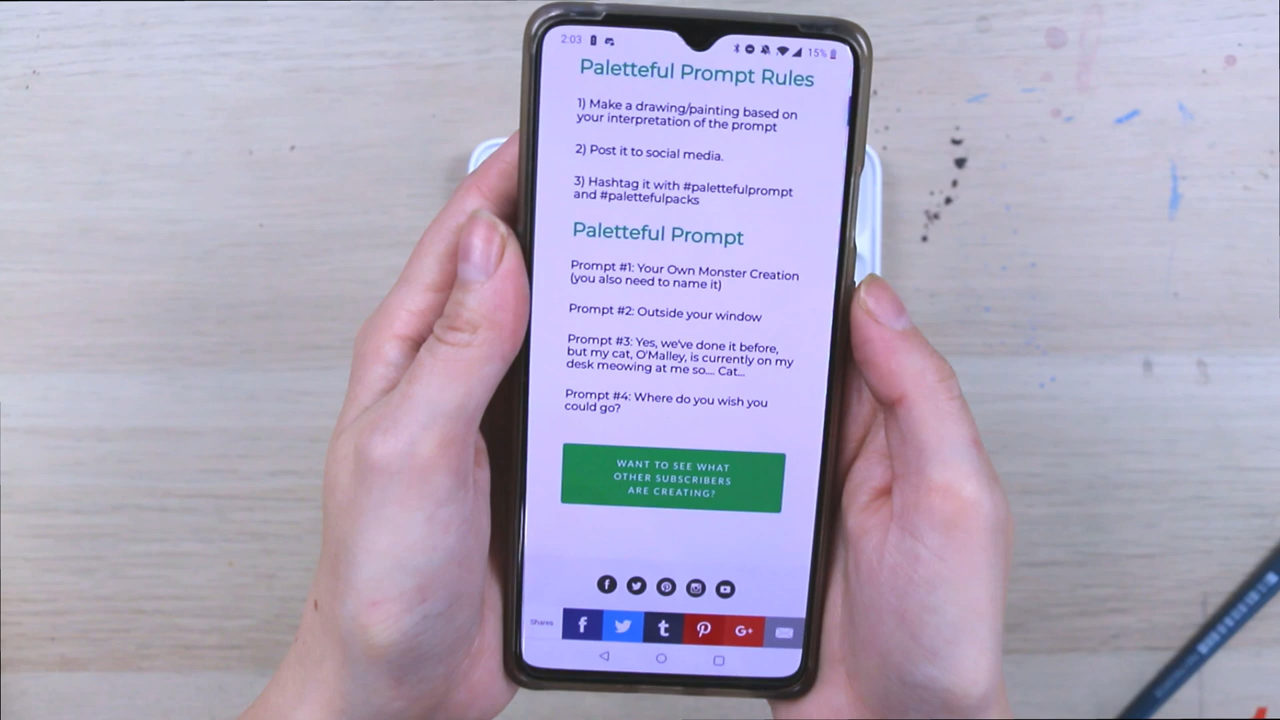 2:03
15%
Paletteful Prompt Rules
1) Make a drawing/painting based on
your interpretation of the prompt
2) Post it to social media.
3) Hashtag it with #palettefulprompt
and #palettefulpacks
Paletteful Prompt
Prompt #1: Your Own Monster Creation
(you also need to name it)
Prompt #2: Outside your window
Prompt #3: Yes, we've done it before,
but my cat, O'Malley, is currently on my
desk meowing at me so.... Cat...
Prompt #4: Where do you wish you
could go?
WANT TO SEE WHAT
OTHER SUBSCRIBERS
ARE CREATING?
Shares